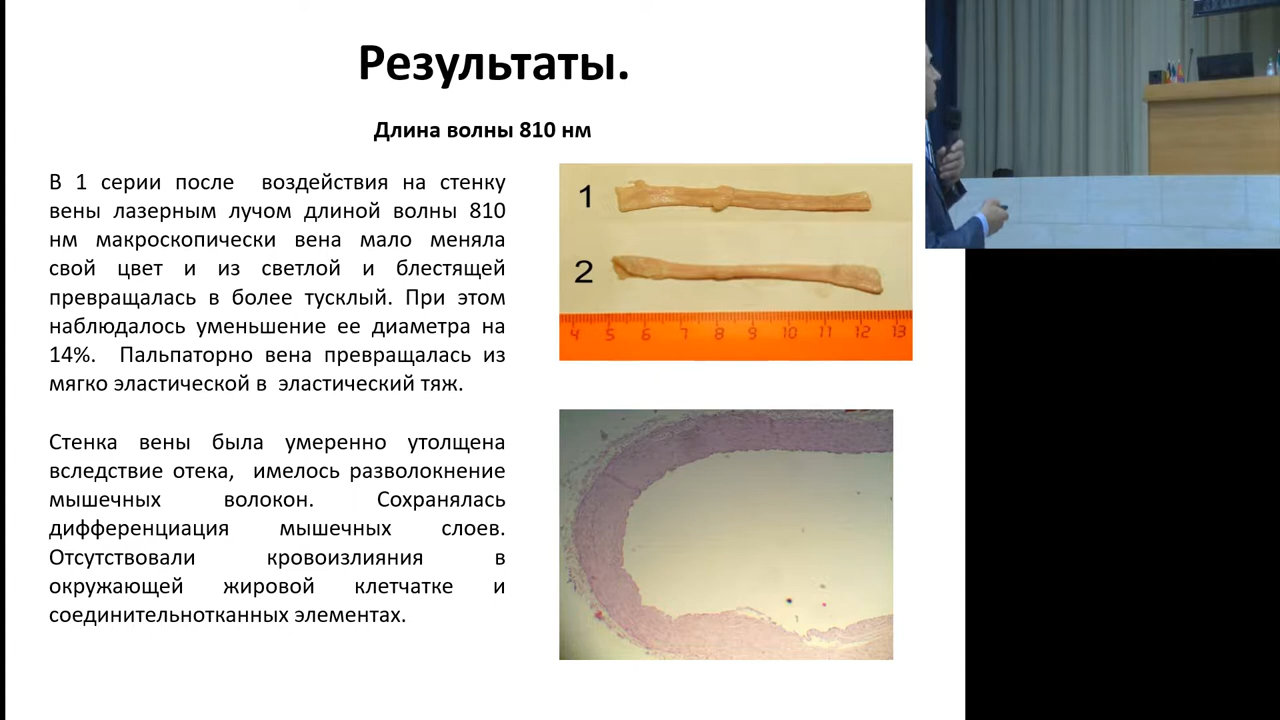 Результаты.
Длина волны 810 нм
В 1 серии после воздействия на стенку
вены лазерным лучом длиной волны 810
нм макроскопически вена мало меняла
свой цвет и из светлой и блестящей
превращалась в более тусклый. При этом
наблюдалось уменьшение ее диаметра на
14%. Пальпаторно вена превращалась из
мягко эластической в эластический тяж.
Стенка вены была умеренно утолщена
вследствие отека, имелось разволокнение
мышечных волокон. Сохранялась
дифференциация мышечных слоев.
Отсутствовали кровоизлияния в
окружающей жировой клетчатке и
соединительнотканных элементах.
1
2
4 5 6 7 8 9 10 11 12 13